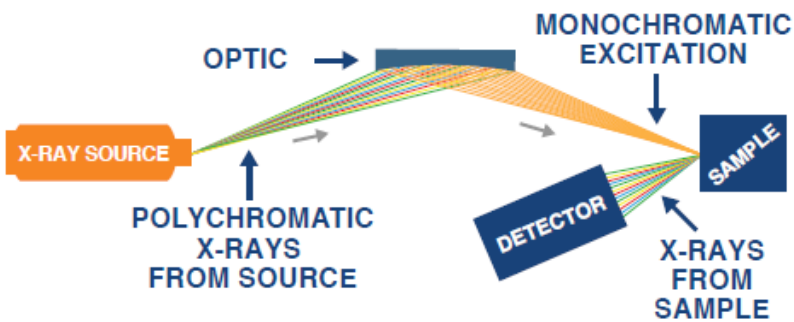 OPTIC
MONOCHROMATIC
EXCITATION
X-RAY SOURCE
SAMPLE
POLYCHROMATIC
X-RAYS
FROM SOURCE
DETECTOR
X-RAYS
FROM
SAMPLE